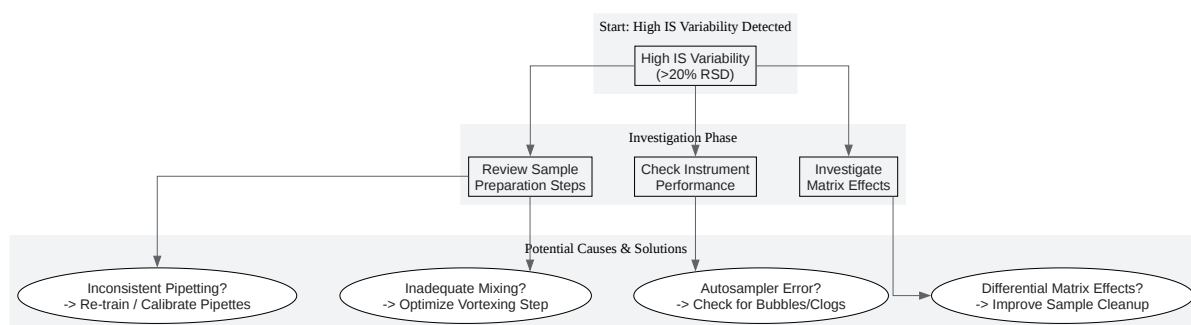 Start: High IS Variability Detected
High IS Variability
(>20% RSD)
Investigation Phase
Review Sample
Preparation Steps
Check Instrument
Performance
Investigate
Matrix Effects
Potential Causes & Solutions
Inconsistent Pipetting?
-> Re-train / Calibrate Pipettes
Inadequate Mixing?
-> Optimize Vortexing Step
Autosampler Error?
-> Check for Bubbles/Clogs
Differential Matrix Effects?
-> Improve Sample Cleanup